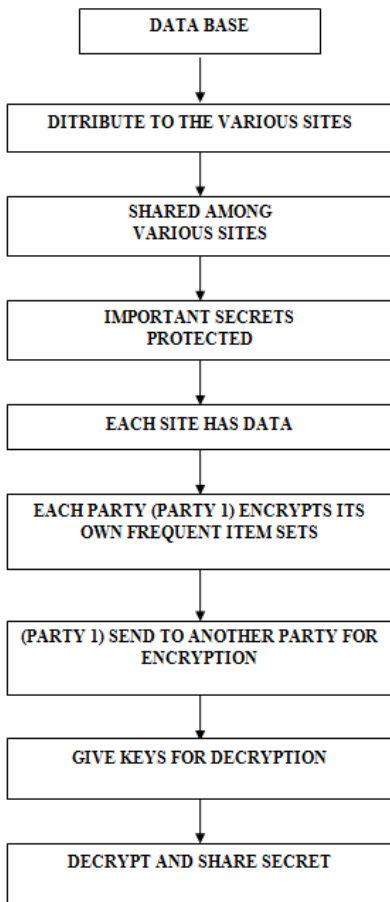 DATA BASE
DITRIBUTE TO THE VARIOUS SITES
SHARED AMONG
VARIOUS SITES
IMPORTANT SECRETS
PROTECTED
EACH SITE HAS DATA
EACH PARTY (PARTY 1) ENCRYPTS ITS
OWN FREQUENT ITEM SETS
(PARTY 1) SEND TO ANOTHER PARTY FOR
ENCRYPTION
GIVE KEYS FOR DECRYPTION
DECRYPT AND SHARE SECRET